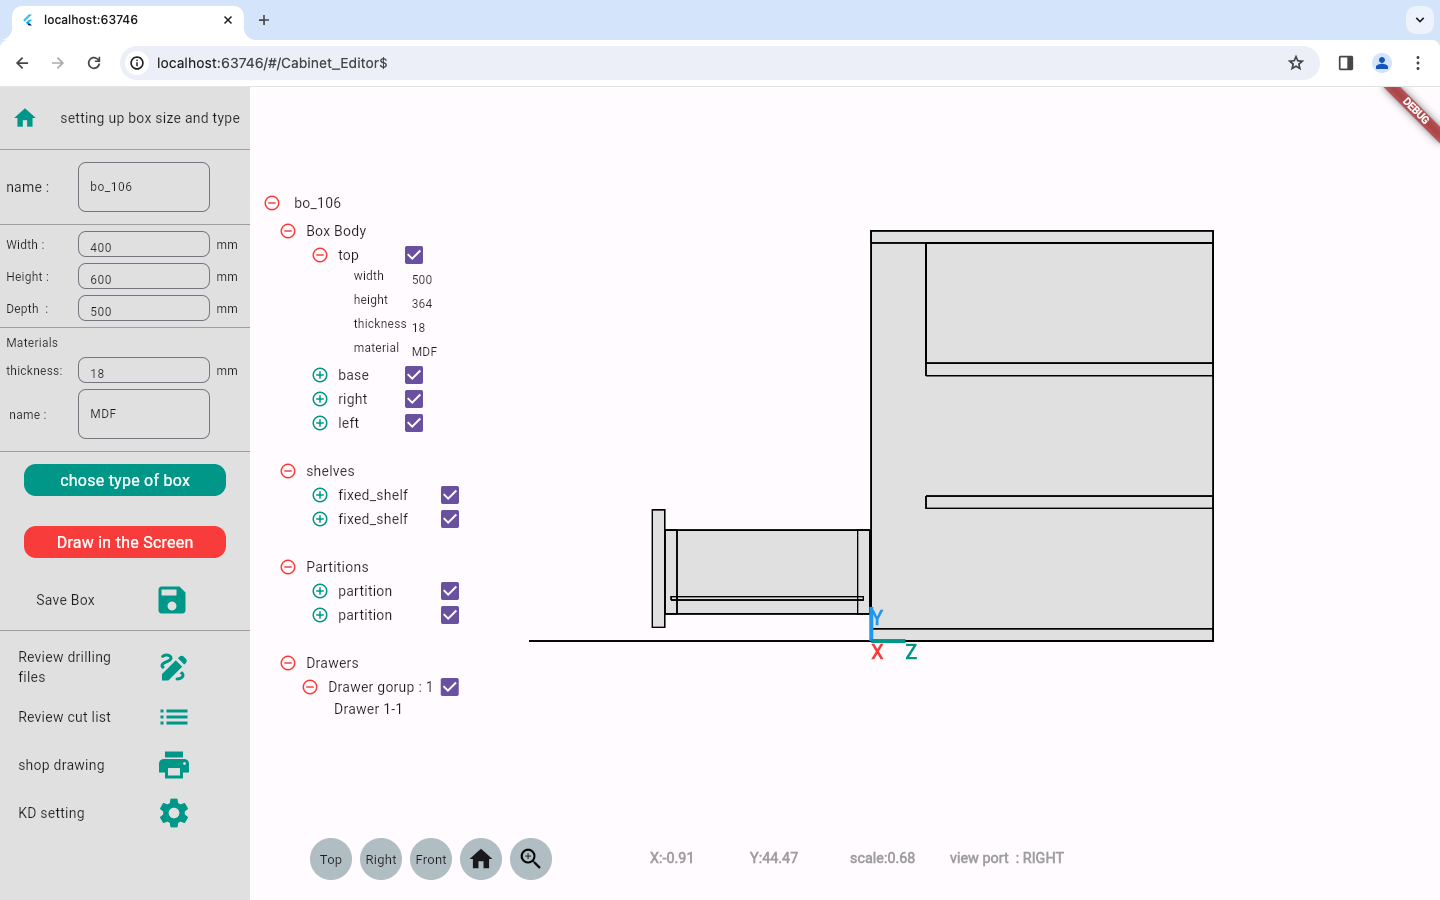 localhost:63746
localhost:63746/#/Cabinet_Editor$
DEBUG
setting up box size and type
name :
bo_106
Width :
400
mm
Height :
600
mm
Depth  :
500
mm
Materials
thickness:
18
mm
name :
MDF
chose type of box
Draw in the Screen
Save Box
Review drilling
files
Review cut list
shop drawing
KD setting
bo_106
Box Body
top
width 500
height 364
thickness 18
material MDF
base
right
left
shelves
fixed_shelf
fixed_shelf
Partitions
partition
partition
Drawers
Drawer gorup : 1
Drawer 1-1
Y
X Z
Top Right Front
X:-0.91 Y:44.47 scale:0.68 view port  : RIGHT